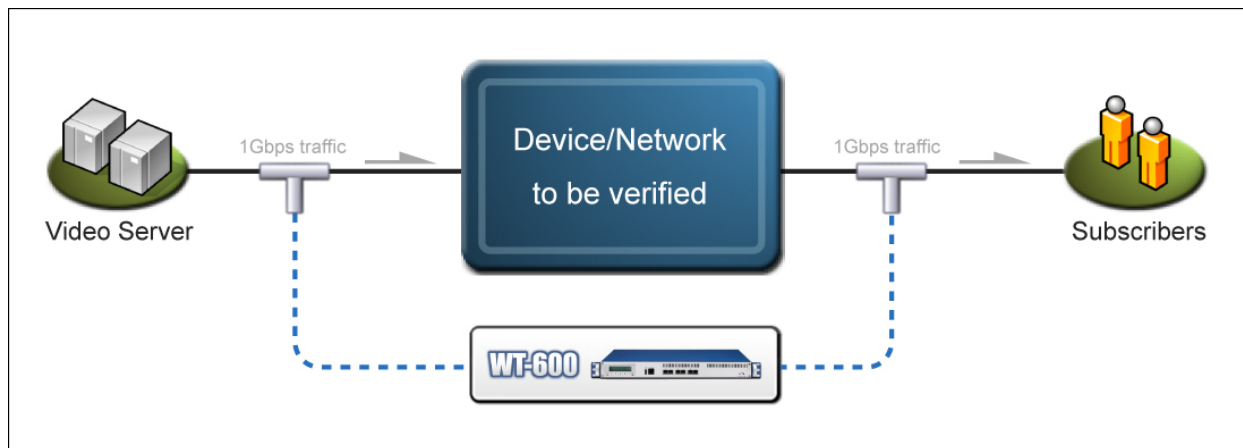 1Gbps traffic
Device/Network
to be verified
1Gbps traffic
Video Server
Subscribers
WT-600